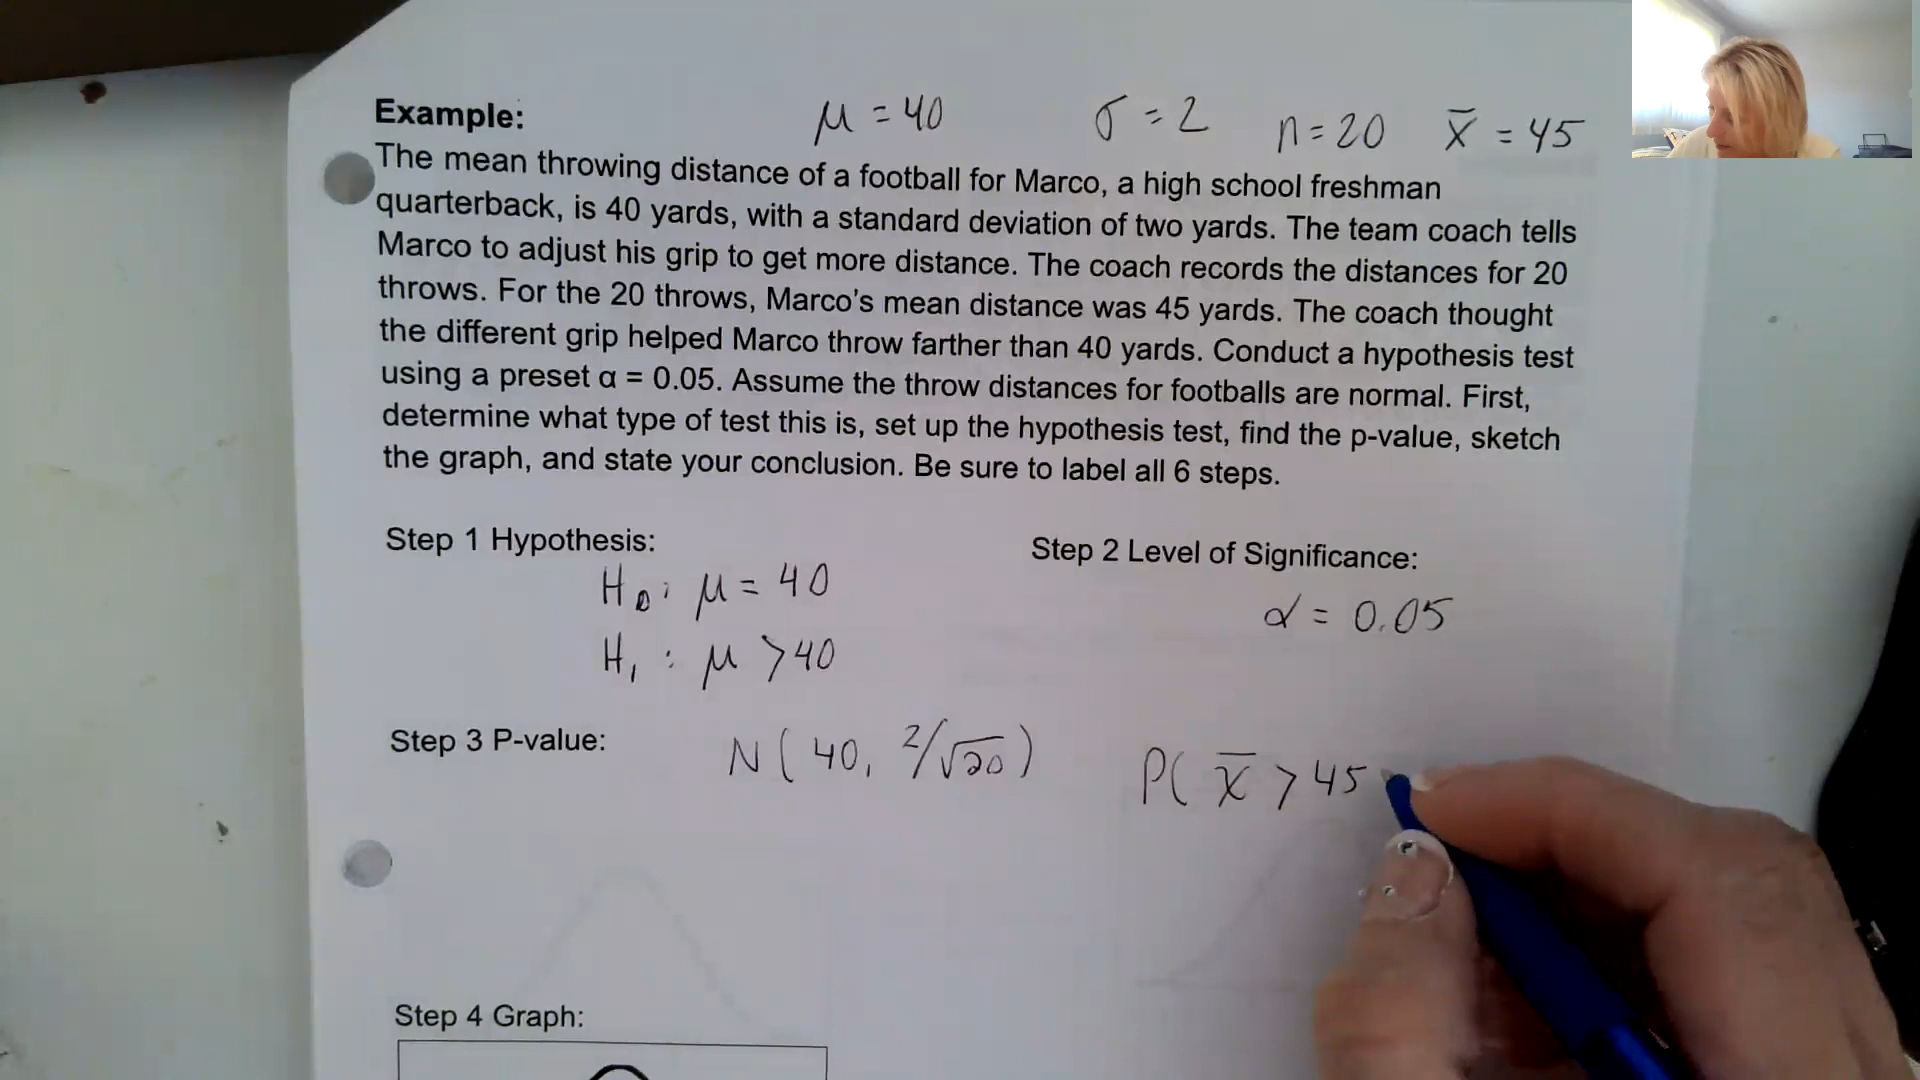 Example:
μ = 40 σ = 2 n = 20 x̄ = 45
The mean throwing distance of a football for Marco, a high school freshman
quarterback, is 40 yards, with a standard deviation of two yards. The team coach tells
Marco to adjust his grip to get more distance. The coach records the distances for 20
throws. For the 20 throws, Marco's mean distance was 45 yards. The coach thought
the different grip helped Marco throw farther than 40 yards. Conduct a hypothesis test
using a preset α = 0.05. Assume the throw distances for footballs are normal. First,
determine what type of test this is, set up the hypothesis test, find the p-value, sketch
the graph, and state your conclusion. Be sure to label all 6 steps.
Step 1 Hypothesis:
H₀: μ = 40
H₁: μ > 40
Step 2 Level of Significance:
α = 0.05
Step 3 P-value: N(40, 2/√20) P(x̄ > 45
Step 4 Graph: